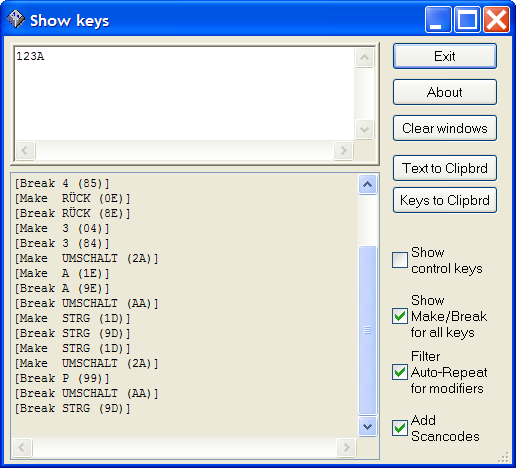 Show keys
123A
Exit
About
Clear windows
Text to Clipbrd
Keys to Clipbrd
[Break 4 (85)]
[Make  RÜCK (0E)]
[Break RÜCK (8E)]
[Make  3 (04)]
[Break 3 (84)]
[Make  UMSCHALT (2A)]
[Make  A (1E)]
[Break A (9E)]
[Break UMSCHALT (AA)]
[Make  STRG (1D)]
[Break STRG (9D)]
[Make  STRG (1D)]
[Make  UMSCHALT (2A)]
[Break P (99)]
[Break UMSCHALT (AA)]
[Break STRG (9D)]
Show
control keys
Show
Make/Break
for all keys
Filter
Auto-Repeat
for modifiers
Add
Scancodes